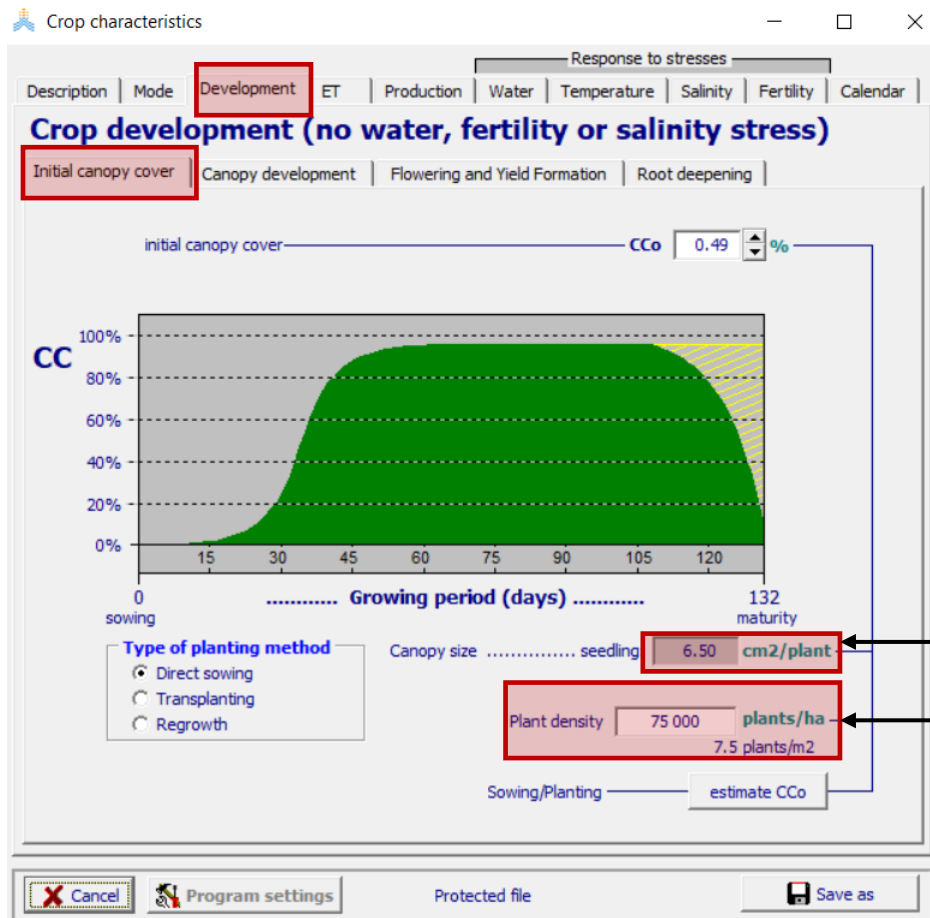 Crop characteristics
Response to stresses
Description Mode Development ET Production Water Temperature Salinity Fertility Calendar
Crop development (no water, fertility or salinity stress)
Initial canopy cover Canopy development Flowering and Yield Formation Root deepening
initial canopy cover CCo 0.49 %
CC
100%
80%
60%
40%
20%
0%
15 30 45 60 75 90 105 120
0 ............ Growing period (days) ............ 132
sowing maturity
Type of planting method
Direct sowing
Transplanting
Regrowth
Canopy size ............... seedling 6.50 cm2/plant
Plant density 75 000 plants/ha
7.5 plants/m2
Sowing/Planting estimate CCo
Cancel Program settings Protected file Save as